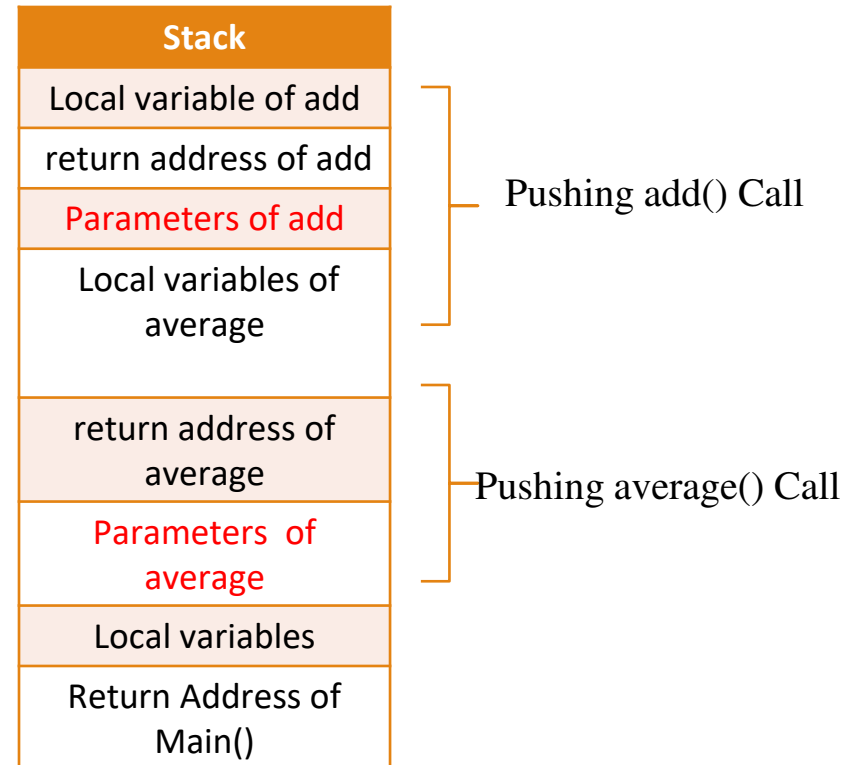 Stack
Local variable of add
return address of add
Parameters of add
Local variables of
average
Pushing add() Call
return address of
average
Parameters of
average
Pushing average() Call
Local variables
Return Address of
Main()